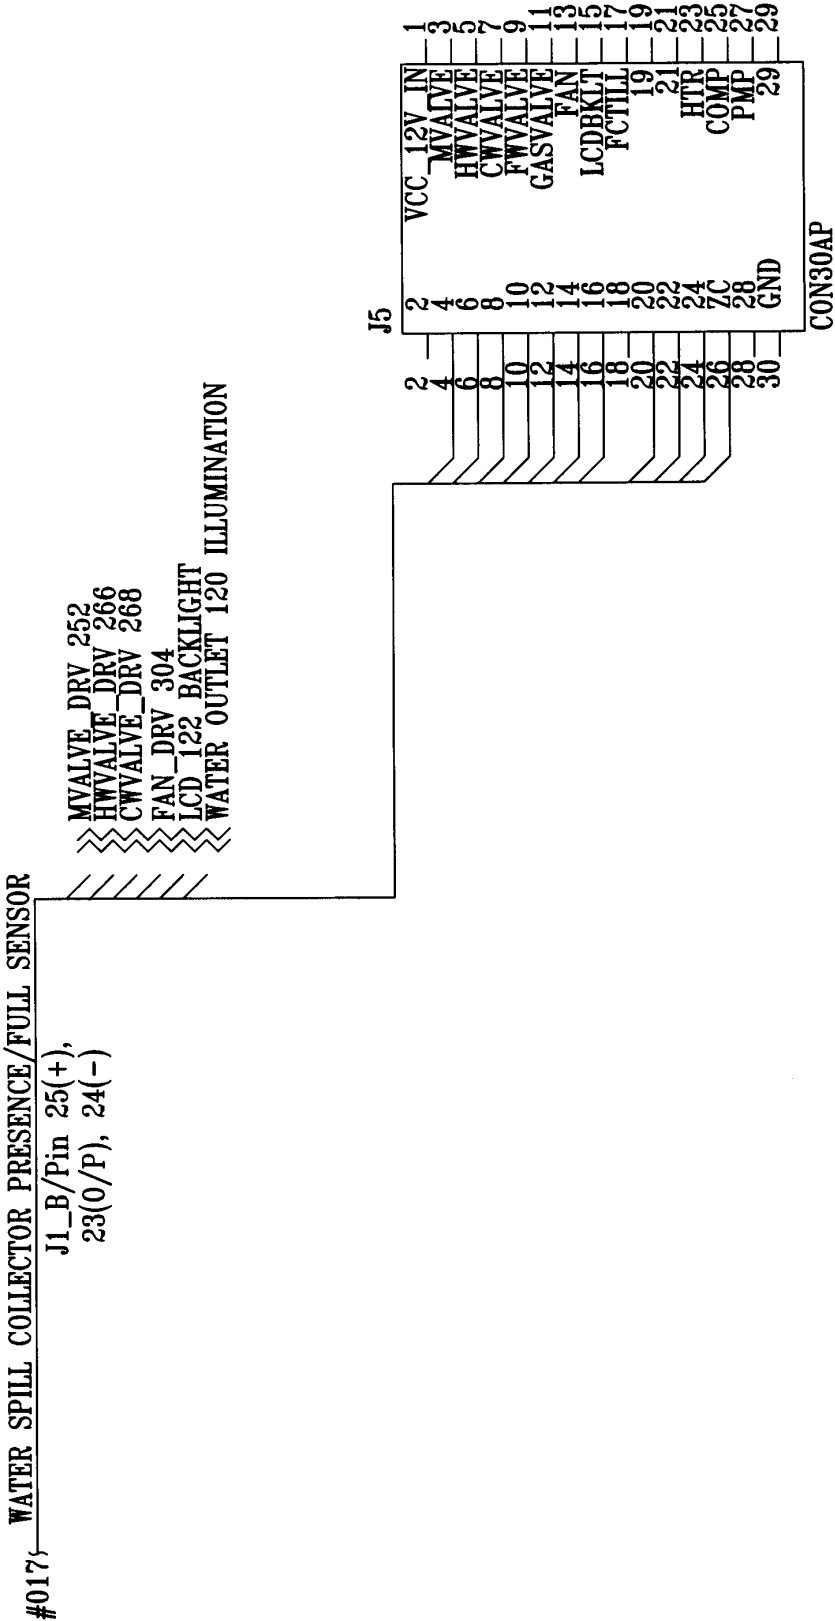 #017 WATER SPILL COLLECTOR PRESENCE/FULL SENSOR
J1_B/Pin 25(+),
23(O/P), 24(-)
MVALVE_DRV 252
HWVALVE_DRV 266
CWVALVE_DRV 268
FAN_DRV 304
LCD_122 BACKLIGHT
WATER OUTLET 120 ILLUMINATION
J5
2 2 VCC_12V_IN 1
4 4 MVALVE 3
6 6 HWVALVE 5
8 8 CWVALVE 7
10 10 FWVALVE 9
12 12 GASVALVE 11
14 14 FAN 13
16 16 LCDBKLT 15
18 18 FCTILL 17
20 20 19 19
22 22 21 21
24 24 HTR 23
26 ZC COMP 25
28 28 PMP 27
30 GND 29 29
CON30AP